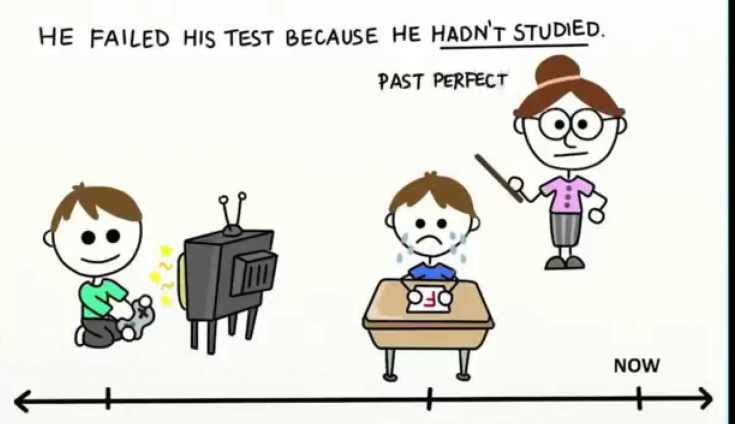 HE FAILED HIS TEST BECAUSE HE HADN'T STUDIED.
PAST PERFECT
F
NOW